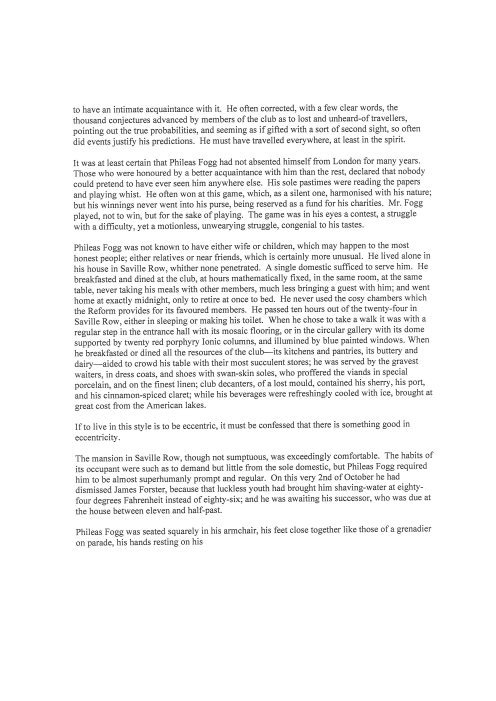 to have an intimate acquaintance with it. He often corrected, with a few clear words, the
thousand conjectures advanced by members of the club as to lost and unheard-of travellers,
pointing out the true probabilities, and seeming as if gifted with a sort of second sight, so often
did events justify his predictions. He must have travelled everywhere, at least in the spirit.
It was at least certain that Phileas Fogg had not absented himself from London for many years.
Those who were honoured by a better acquaintance with him than the rest, declared that nobody
could pretend to have ever seen him anywhere else. His sole pastimes were reading the papers
and playing whist. He often won at this game, which, as a silent one, harmonised with his nature;
but his winnings never went into his purse, being reserved as a fund for his charities. Mr. Fogg
played, not to win, but for the sake of playing. The game was in his eyes a contest, a struggle
with a difficulty, yet a motionless, unwearying struggle, congenial to his tastes.
Phileas Fogg was not known to have either wife or children, which may happen to the most
honest people; either relatives or near friends, which is certainly more unusual. He lived alone in
his house in Saville Row, whither none penetrated. A single domestic sufficed to serve him. He
breakfasted and dined at the club, at hours mathematically fixed, in the same room, at the same
table, never taking his meals with other members, much less bringing a guest with him; and went
home at exactly midnight, only to retire at once to bed. He never used the cosy chambers which
the Reform provides for its favoured members. He passed ten hours out of the twenty-four in
Saville Row, either in sleeping or making his toilet. When he chose to take a walk it was with a
regular step in the entrance hall with its mosaic flooring, or in the circular gallery with its dome
supported by twenty red porphyry Ionic columns, and illumined by blue painted windows. When
he breakfasted or dined all the resources of the club—its kitchens and pantries, its buttery and
dairy—aided to crowd his table with their most succulent stores; he was served by the gravest
waiters, in dress coats, and shoes with swan-skin soles, who proffered the viands in special
porcelain, and on the finest linen; club decanters, of a lost mould, contained his sherry, his port,
and his cinnamon-spiced claret; while his beverages were refreshingly cooled with ice, brought at
great cost from the American lakes.
If to live in this style is to be eccentric, it must be confessed that there is something good in
eccentricity.
The mansion in Saville Row, though not sumptuous, was exceedingly comfortable. The habits of
its occupant were such as to demand but little from the sole domestic, but Phileas Fogg required
him to be almost superhumanly prompt and regular. On this very 2nd of October he had
dismissed James Forster, because that luckless youth had brought him shaving-water at eighty-
four degrees Fahrenheit instead of eighty-six; and he was awaiting his successor, who was due at
the house between eleven and half-past.
Phileas Fogg was seated squarely in his armchair, his feet close together like those of a grenadier
on parade, his hands resting on his